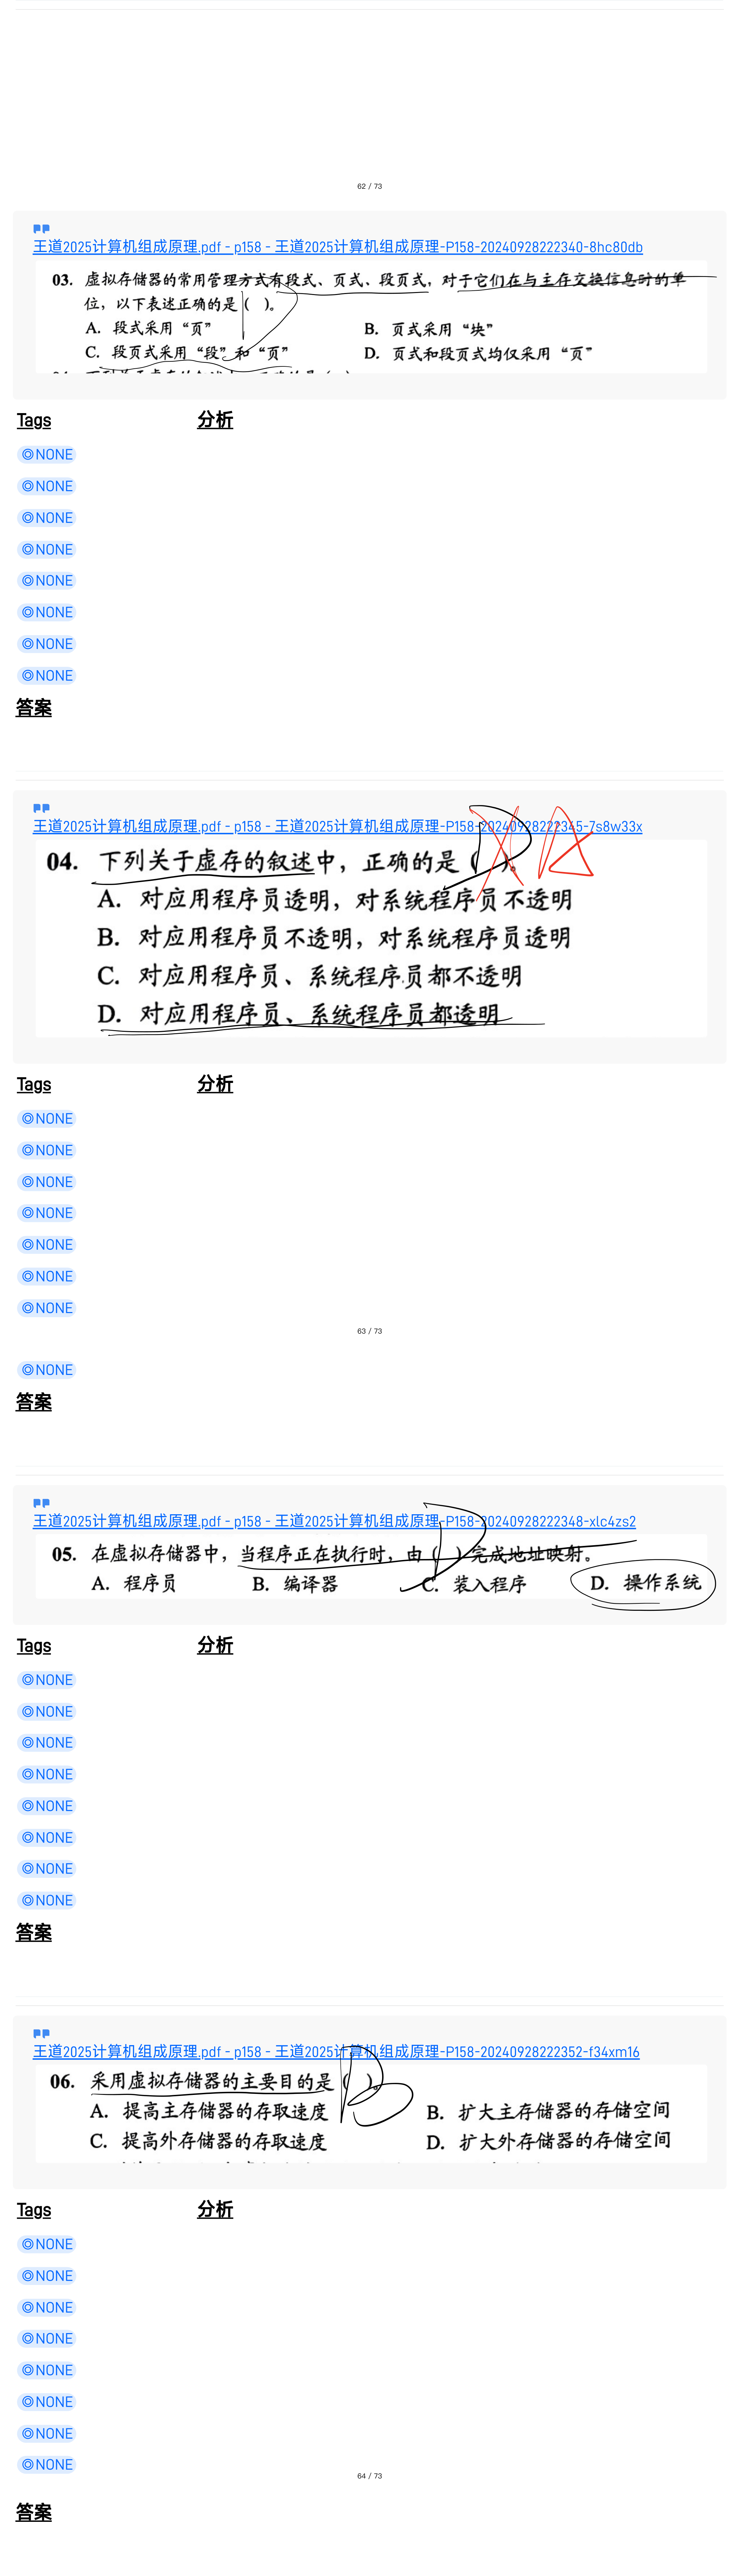 62 / 73
王道2025计算机组成原理.pdf - p158 - 王道2025计算机组成原理-P158-20240928222340-8hc80db
03. 虚拟存储器的常用管理方式有段式、页式、段页式，对于它们在与主存交换信息时的单
位，以下表述正确的是（ ）。
A. 段式采用“页” B. 页式采用“块”
C. 段页式采用“段”和“页” D. 页式和段页式均仅采用“页”
D
Tags 分析
◎NONE
◎NONE
◎NONE
◎NONE
◎NONE
◎NONE
◎NONE
◎NONE
答案
王道2025计算机组成原理.pdf - p158 - 王道2025计算机组成原理-P158-20240928222345-7s8w33x
04. 下列关于虚存的叙述中，正确的是（ ）。
D A
A. 对应用程序员透明，对系统程序员不透明
B. 对应用程序员不透明，对系统程序员透明
C. 对应用程序员、系统程序员都不透明
D. 对应用程序员、系统程序员都透明
Tags 分析
◎NONE
◎NONE
◎NONE
◎NONE
◎NONE
◎NONE
◎NONE
63 / 73
◎NONE
答案
王道2025计算机组成原理.pdf - p158 - 王道2025计算机组成原理-P158-20240928222348-xlc4zs2
05. 在虚拟存储器中，当程序正在执行时，由（ ）完成地址映射。
D
A. 程序员 B. 编译器 C. 装入程序 D. 操作系统
Tags 分析
◎NONE
◎NONE
◎NONE
◎NONE
◎NONE
◎NONE
◎NONE
◎NONE
答案
王道2025计算机组成原理.pdf - p158 - 王道2025计算机组成原理-P158-20240928222352-f34xm16
06. 采用虚拟存储器的主要目的是（ ）。
B
A. 提高主存储器的存取速度 B. 扩大主存储器的存储空间
C. 提高外存储器的存取速度 D. 扩大外存储器的存储空间
Tags 分析
◎NONE
◎NONE
◎NONE
◎NONE
◎NONE
◎NONE
◎NONE
◎NONE
64 / 73
答案